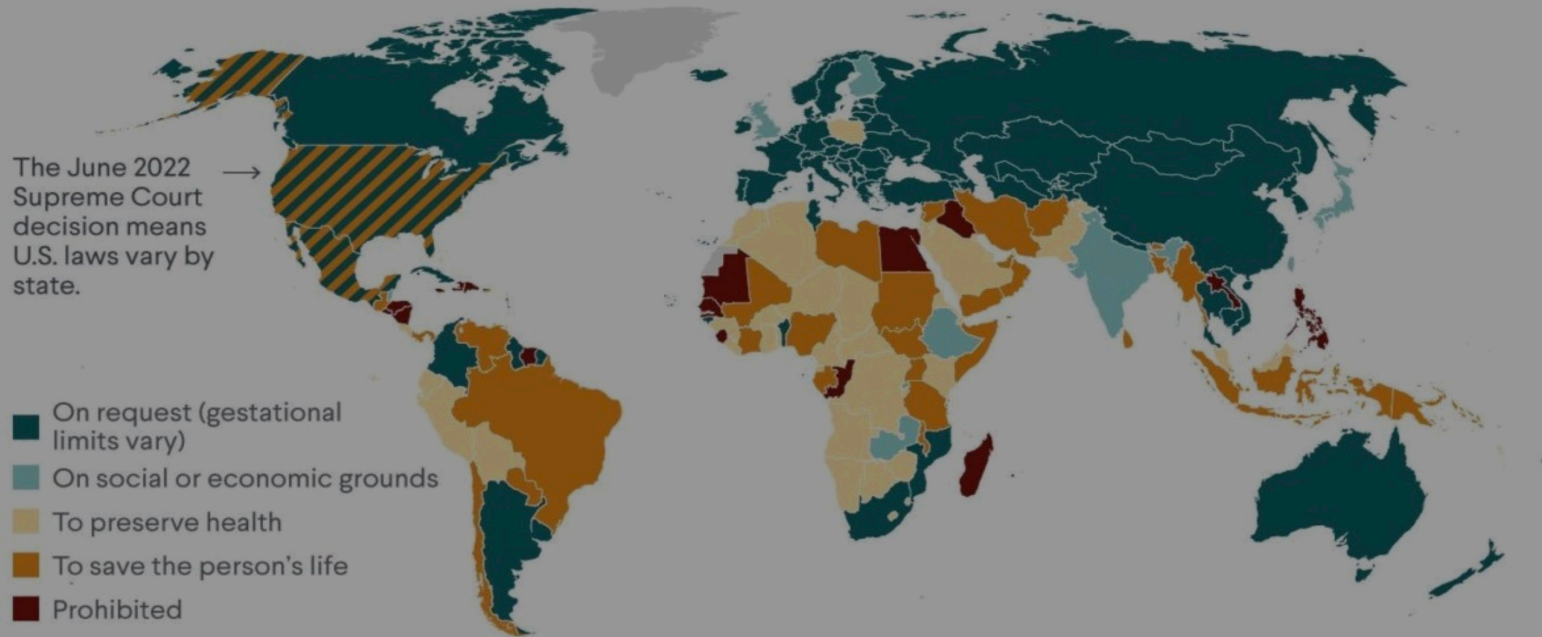 The June 2022
Supreme Court
decision means
U.S. laws vary by
state.
On request (gestational
limits vary)
On social or economic grounds
To preserve health
To save the person's life
Prohibited